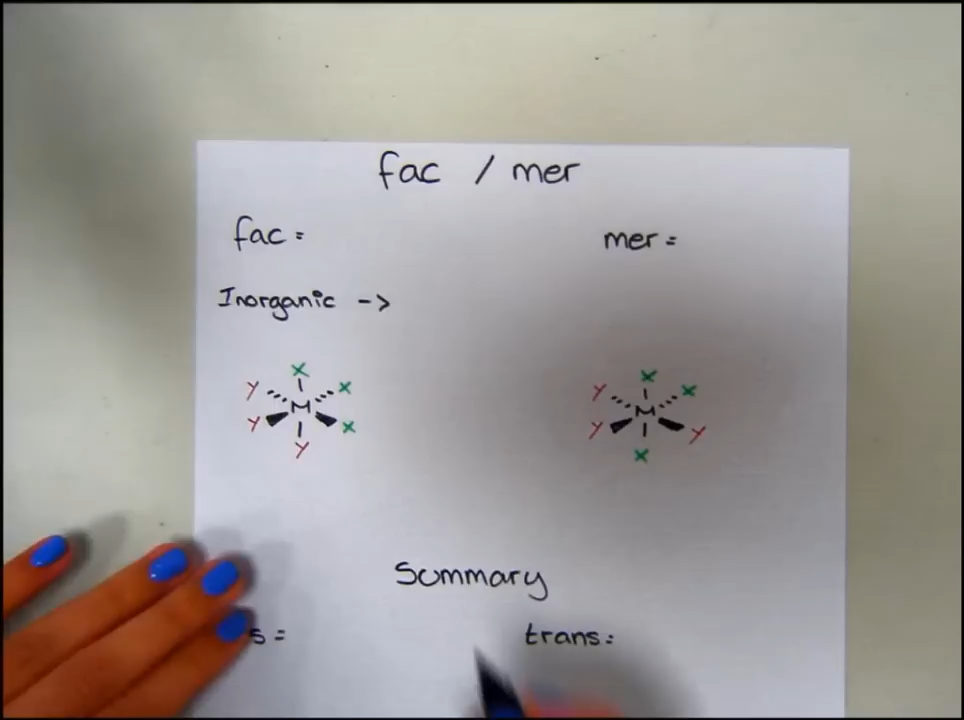 fac / mer
fac =
mer =
Inorganic ->
X
Y X
M
Y X
Y
X
Y X
M
Y Y
X
Summary
s =
trans: